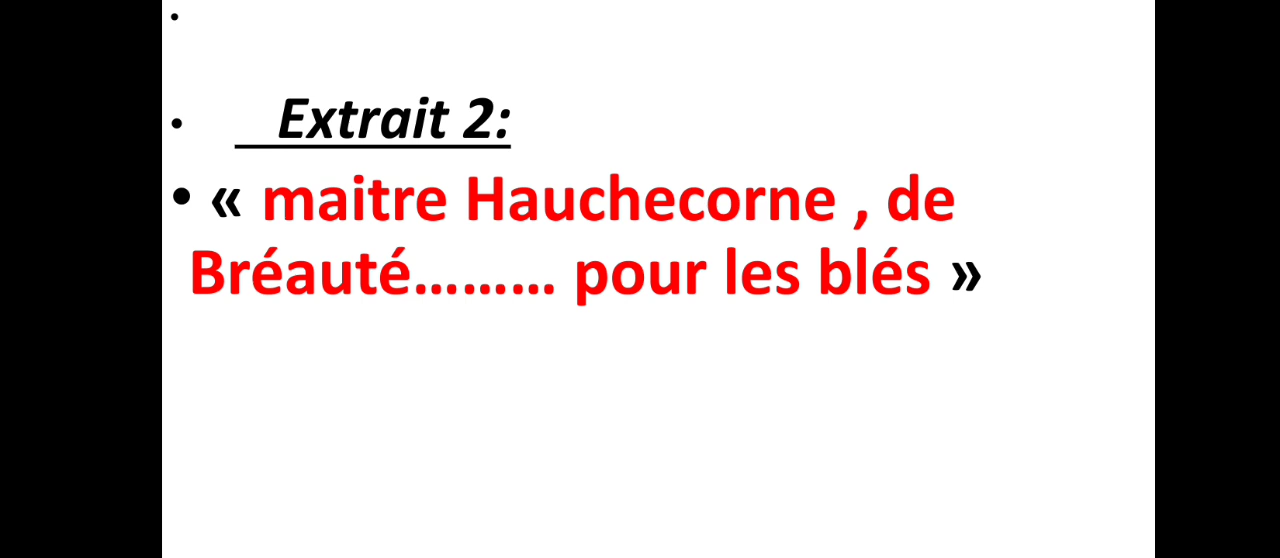 •
• Extrait 2:
• « maitre Hauchecorne , de
Bréauté……… pour les blés »